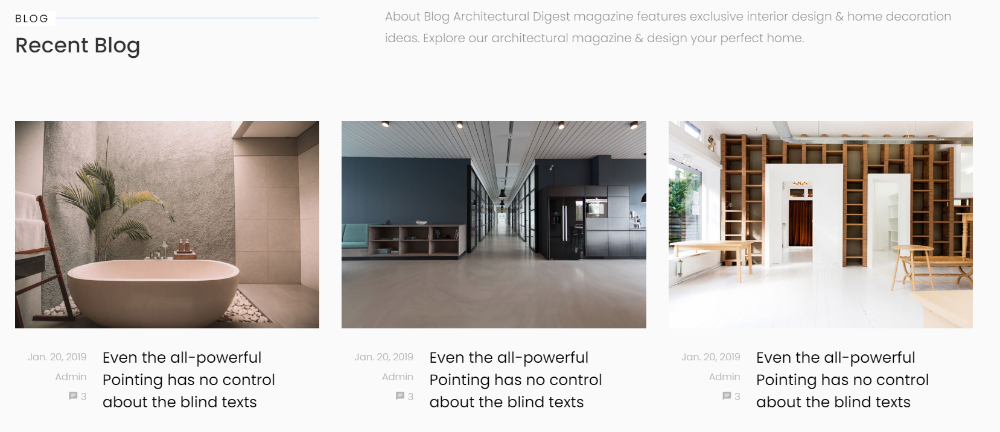 BLOG
Recent Blog
About Blog Architectural Digest magazine features exclusive interior design & home decoration
ideas. Explore our architectural magazine & design your perfect home.
Jan. 20, 2019
Admin
3
Even the all-powerful
Pointing has no control
about the blind texts
Jan. 20, 2019
Admin
3
Even the all-powerful
Pointing has no control
about the blind texts
Jan. 20, 2019
Admin
3
Even the all-powerful
Pointing has no control
about the blind texts